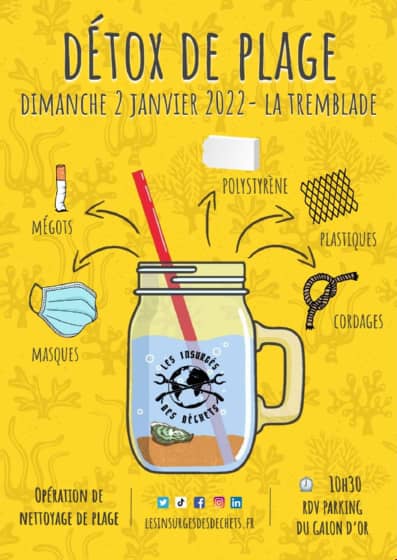 DÉTOX DE PLAGE
DIMANCHE 2 JANVIER 2022- LA TREMBLADE
POLYSTYRÈNE
MÉGOTS
PLASTIQUES
CORDAGES
MASQUES
LES INSURGÉS
DES DÉCHETS
OPÉRATION DE
NETTOYAGE DE PLAGE
LESINSURGESDESDECHETS.FR
10H30
RDV PARKING
DU GALON D'OR